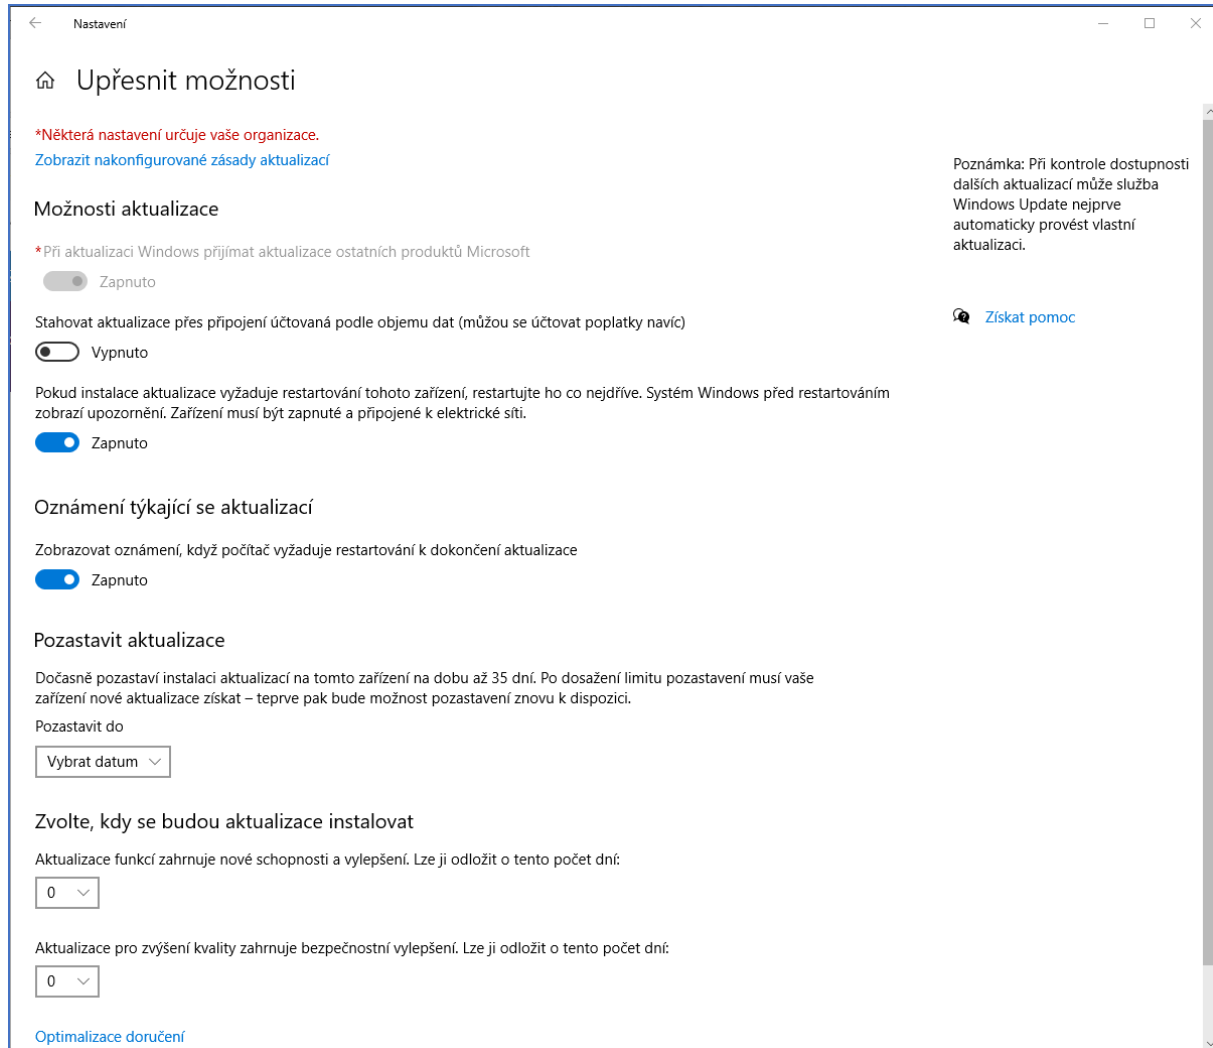 Nastavení
Upřesnit možnosti
*Některá nastavení určuje vaše organizace.
Zobrazit nakonfigurované zásady aktualizací
Možnosti aktualizace
*Při aktualizaci Windows přijímat aktualizace ostatních produktů Microsoft
Zapnuto
Stahovat aktualizace přes připojení účtovaná podle objemu dat (můžou se účtovat poplatky navíc)
Vypnuto
Pokud instalace aktualizace vyžaduje restartování tohoto zařízení, restartujte ho co nejdříve. Systém Windows před restartováním
zobrazí upozornění. Zařízení musí být zapnuté a připojené k elektrické síti.
Zapnuto
Oznámení týkající se aktualizací
Zobrazovat oznámení, když počítač vyžaduje restartování k dokončení aktualizace
Zapnuto
Pozastavit aktualizace
Dočasně pozastaví instalaci aktualizací na tomto zařízení na dobu až 35 dní. Po dosažení limitu pozastavení musí vaše
zařízení nové aktualizace získat – teprve pak bude možnost pozastavení znovu k dispozici.
Pozastavit do
Vybrat datum
Zvolte, kdy se budou aktualizace instalovat
Aktualizace funkcí zahrnuje nové schopnosti a vylepšení. Lze ji odložit o tento počet dní:
0
Aktualizace pro zvýšení kvality zahrnuje bezpečnostní vylepšení. Lze ji odložit o tento počet dní:
0
Optimalizace doručení
Poznámka: Při kontrole dostupnosti
dalších aktualizací může služba
Windows Update nejprve
automaticky provést vlastní
aktualizaci.
Získat pomoc